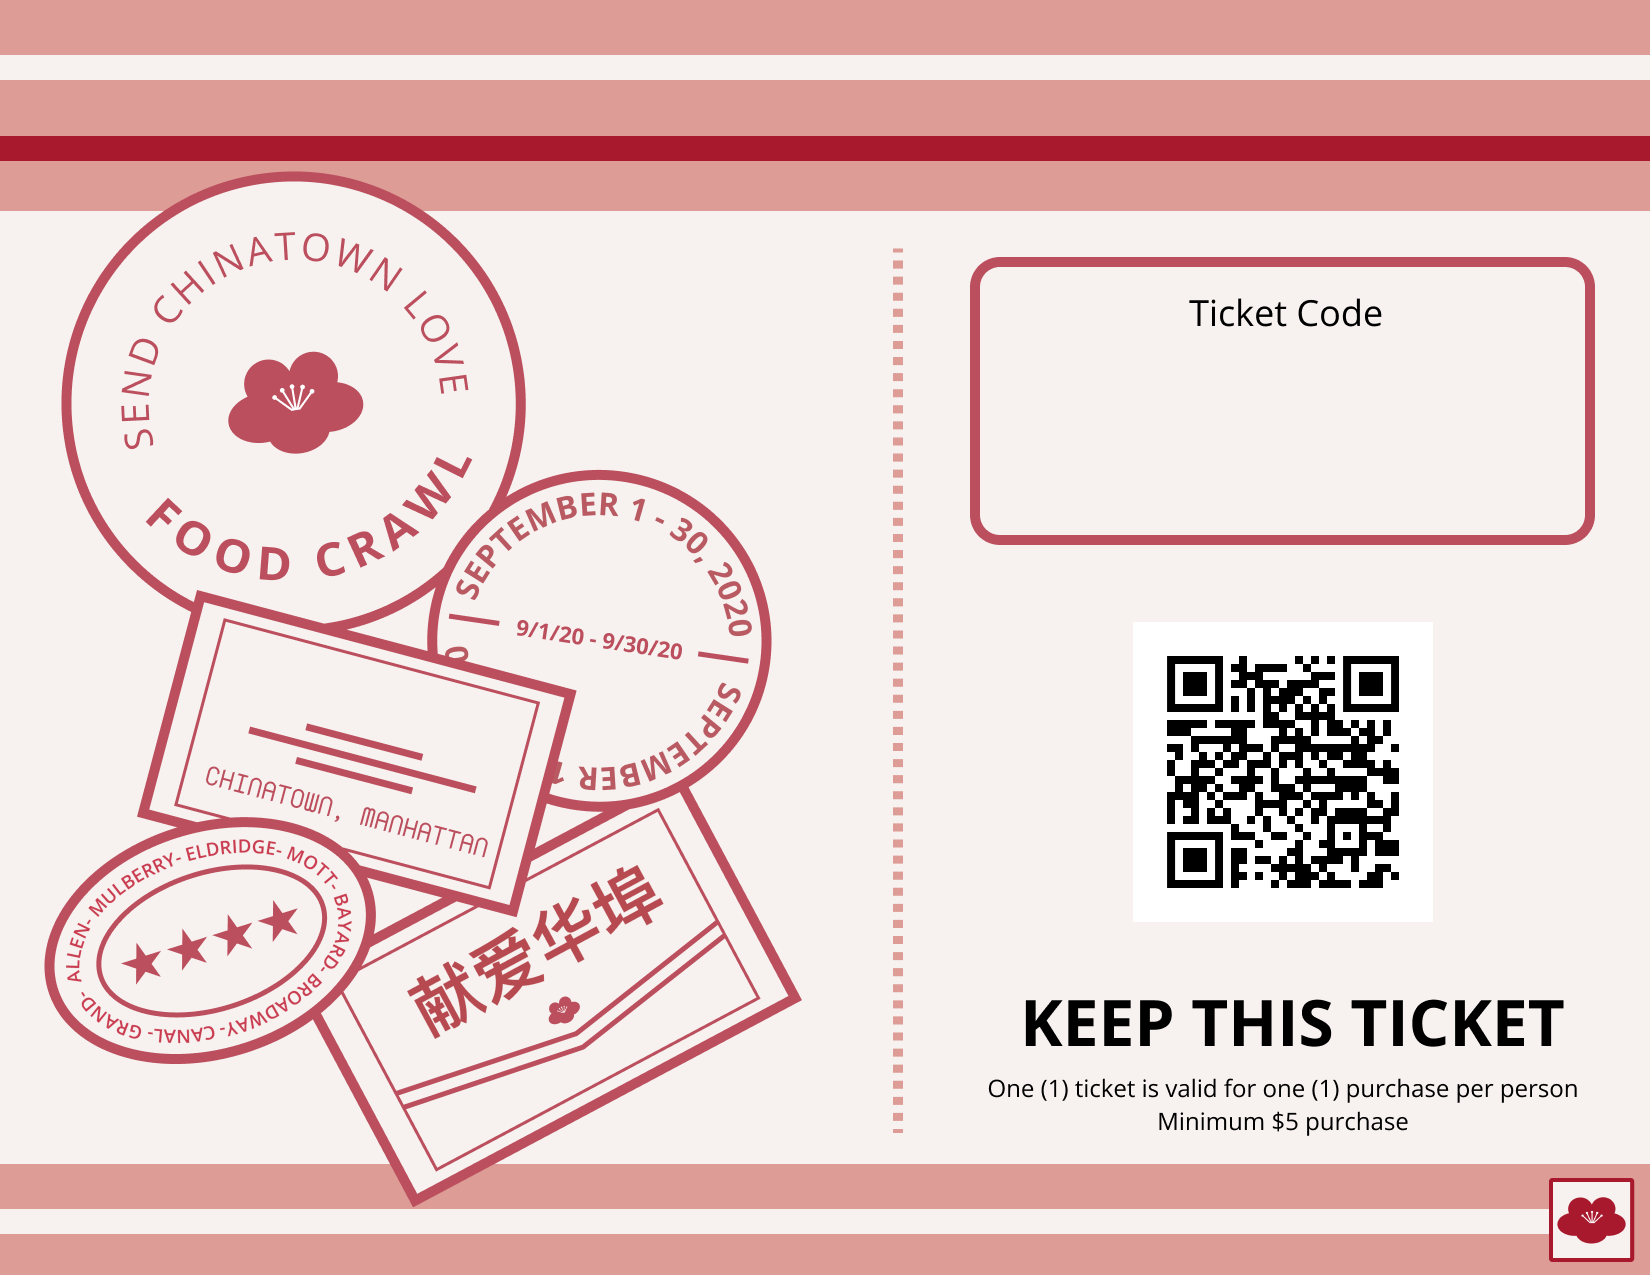 SEND CHINATOWN LOVE
FOOD CRAWL
SEPTEMBER 1 - 30, 2020
9/1/20 - 9/30/20
SEPTEMBER 1
0
CHINATOWN, MANHATTAN
ALLEN- MULBERRY- ELDRIDGE- MOTT- BAYARD- BROADWAY- CANAL- GRAND-
献爱华埠
Ticket Code
KEEP THIS TICKET
One (1) ticket is valid for one (1) purchase per person
Minimum $5 purchase